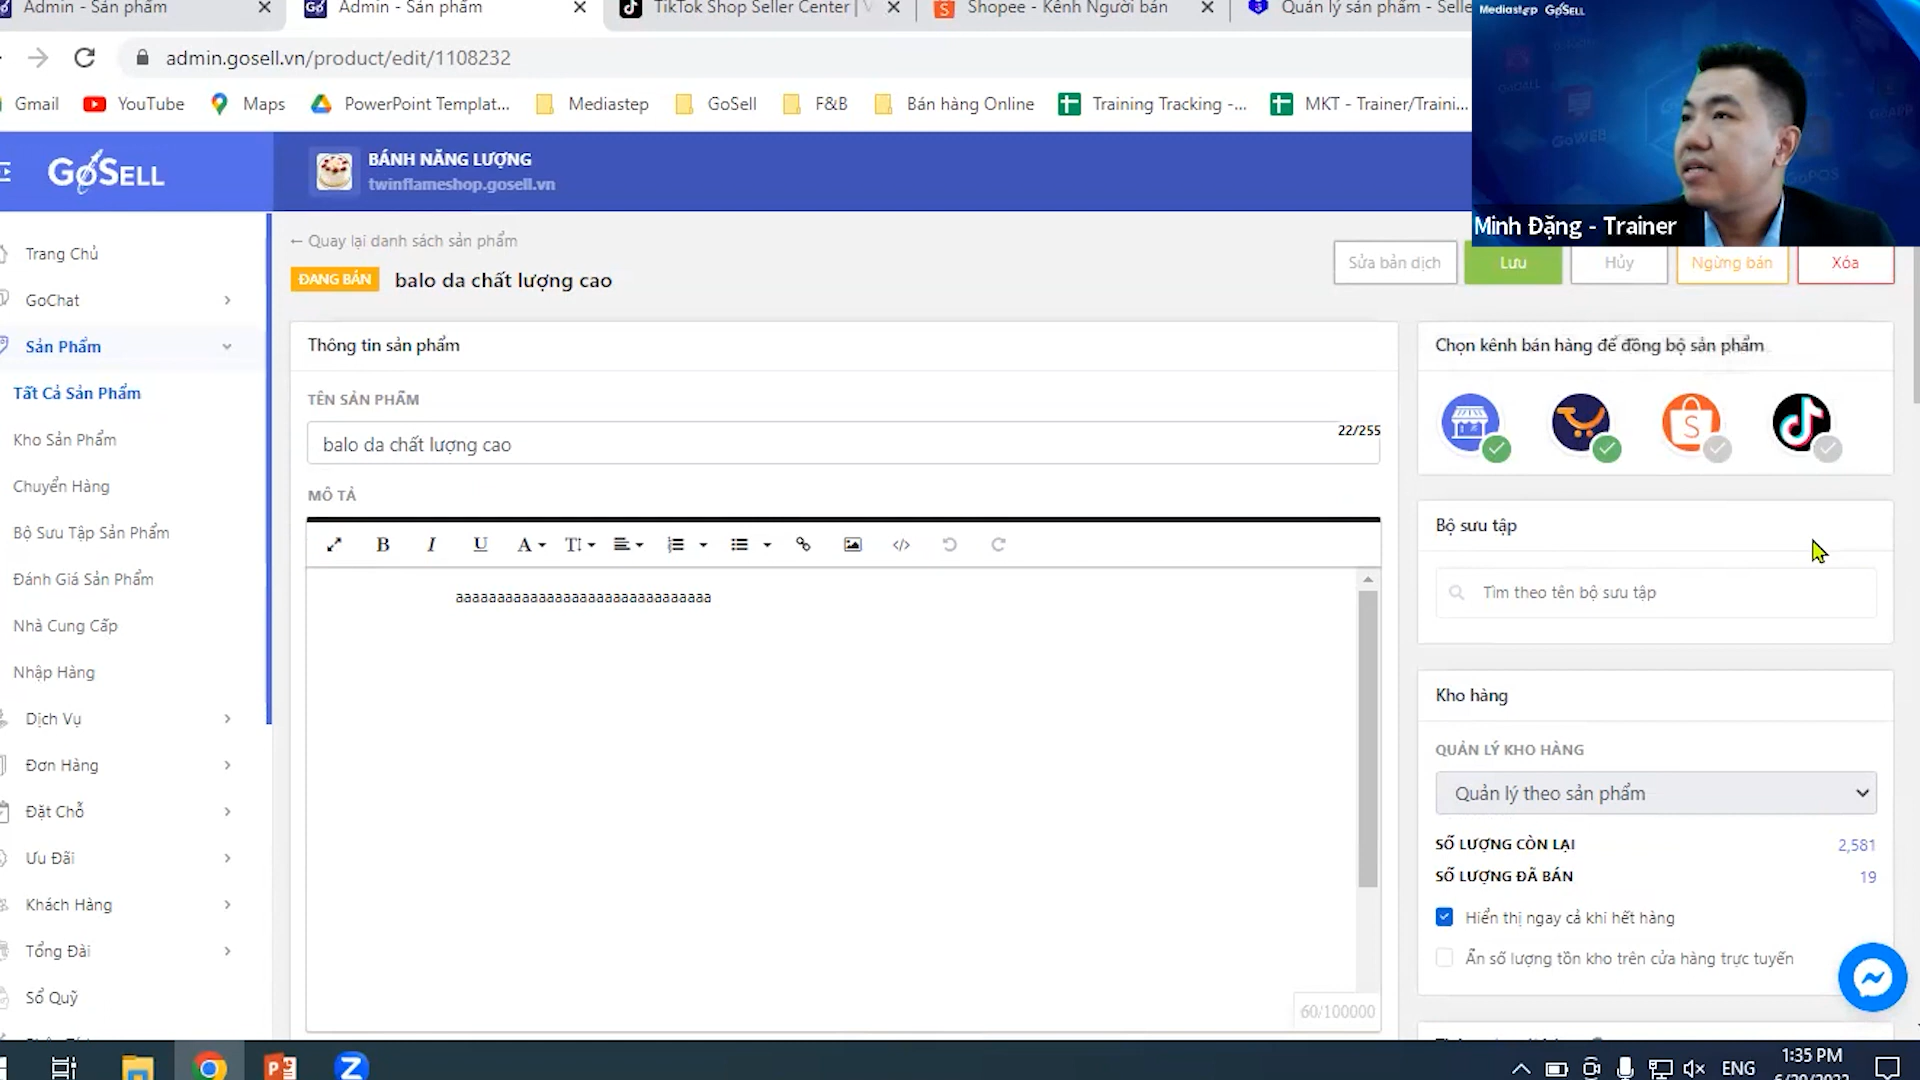 Admin - Sản phẩm
Admin - Sản phẩm
TikTok Shop Seller Center | V
Shopee - Kênh Người bán
Quản lý sản phẩm - Selle
admin.gosell.vn/product/edit/1108232
Gmail
YouTube
Maps
PowerPoint Templat...
Mediastep
GoSell
F&B
Bán hàng Online
Training Tracking -...
MKT - Trainer/Traini...
Mediastep GoSELL
GoWEB
GoAPP
GoPOS
Minh Đặng - Trainer
GoSELL
BÁNH NĂNG LƯỢNG
twinflameshop.gosell.vn
Trang Chủ
GoChat
Sản Phẩm
Tất Cả Sản Phẩm
Kho Sản Phẩm
Chuyển Hàng
Bộ Sưu Tập Sản Phẩm
Đánh Giá Sản Phẩm
Nhà Cung Cấp
Nhập Hàng
Dịch Vụ
Đơn Hàng
Đặt Chỗ
Ưu Đãi
Khách Hàng
Tổng Đài
Sổ Quỹ
← Quay lại danh sách sản phẩm
ĐANG BÁN balo da chất lượng cao
Sửa bản dịch
Lưu
Hủy
Ngừng bán
Xóa
Thông tin sản phẩm
TÊN SẢN PHẨM
balo da chất lượng cao
22/255
MÔ TẢ
aaaaaaaaaaaaaaaaaaaaaaaaaaaaaaa
60/100000
Chọn kênh bán hàng để đồng bộ sản phẩm
Bộ sưu tập
Tìm theo tên bộ sưu tập
Kho hàng
QUẢN LÝ KHO HÀNG
Quản lý theo sản phẩm
SỐ LƯỢNG CÒN LẠI 2,581
SỐ LƯỢNG ĐÃ BÁN 19
Hiển thị ngay cả khi hết hàng
Ẩn số lượng tồn kho trên cửa hàng trực tuyến
ENG
1:35 PM